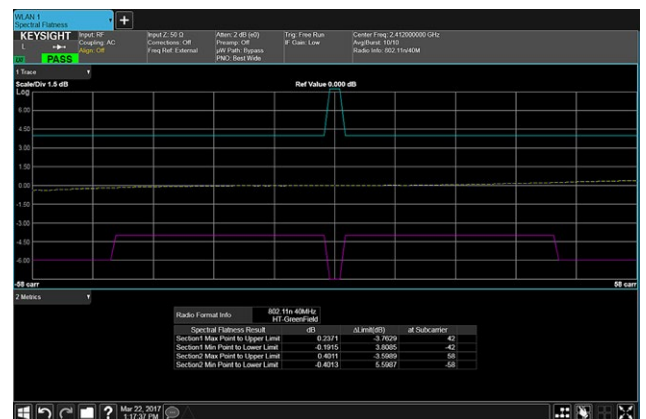 WLAN 1
Spectral Flatness
KEYSIGHT
L
PASS
Input: RF
Coupling: AC
Align: Off
Input Z: 50 Ω
Corrections: Off
Freq Ref: External
Atten: 2 dB (e0)
Preamp: Off
µW Path: Bypass
PNO: Best Wide
Trig: Free Run
IF Gain: Low
Center Freq: 2.412000000 GHz
Avg|Burst: 10/10
Radio Info: 802.11n/40M
1 Trace
Scale/Div 1.5 dB
Ref Value 0.000 dB
Log
6.00
4.50
3.00
1.50
0.00
-1.50
-3.00
-4.50
-6.00
-58 carr
58 carr
2 Metrics
Radio Format Info 802.11n 40MHz
HT-GreenField
Spectral Flatness Result dB ΔLimit(dB) at Subcarrier
Section1 Max Point to Upper Limit 0.2371 -3.7629 42
Section1 Min Point to Lower Limit -0.1915 3.8085 -42
Section2 Max Point to Upper Limit 0.4011 -3.5989 58
Section2 Min Point to Lower Limit -0.4013 5.5987 -58
Mar 22, 2017
1:17:37 PM